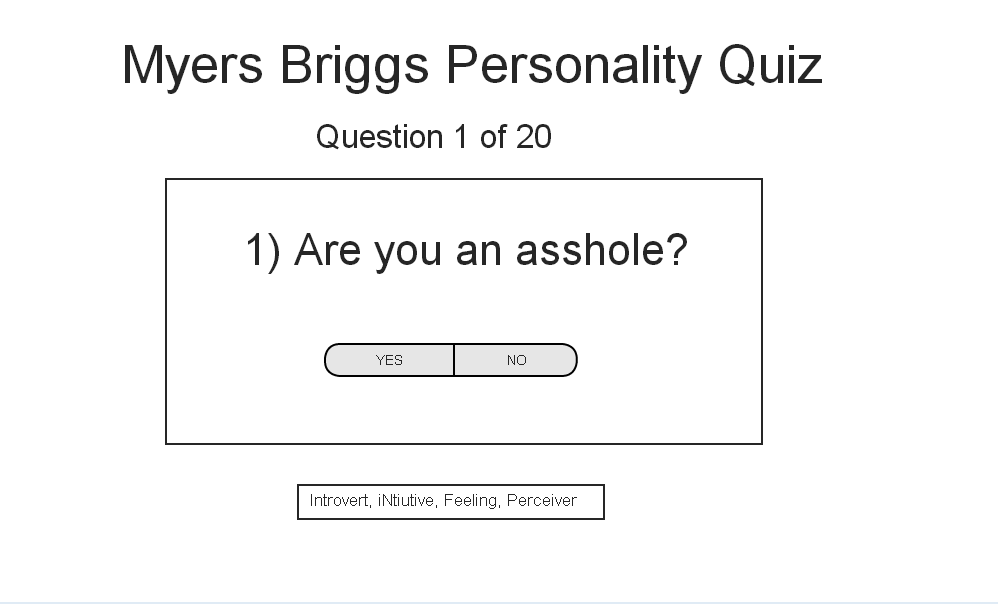 Myers Briggs Personality Quiz
Question 1 of 20
1) Are you an asshole?
YES NO
Introvert, iNtiutive, Feeling, Perceiver